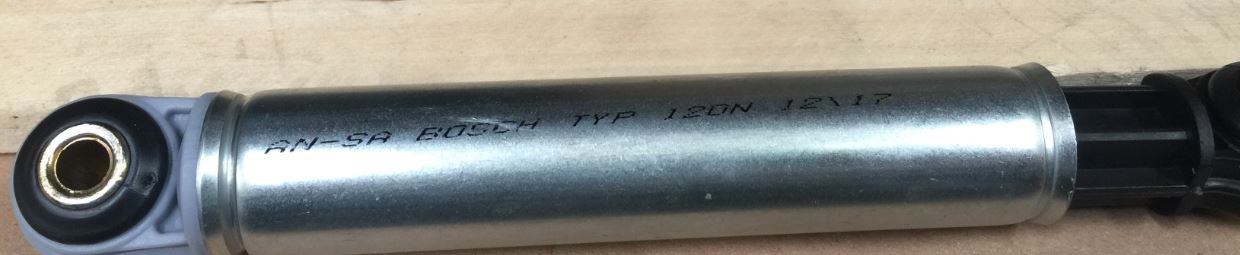 AN-SA BOSCH TYP 120N 12\17